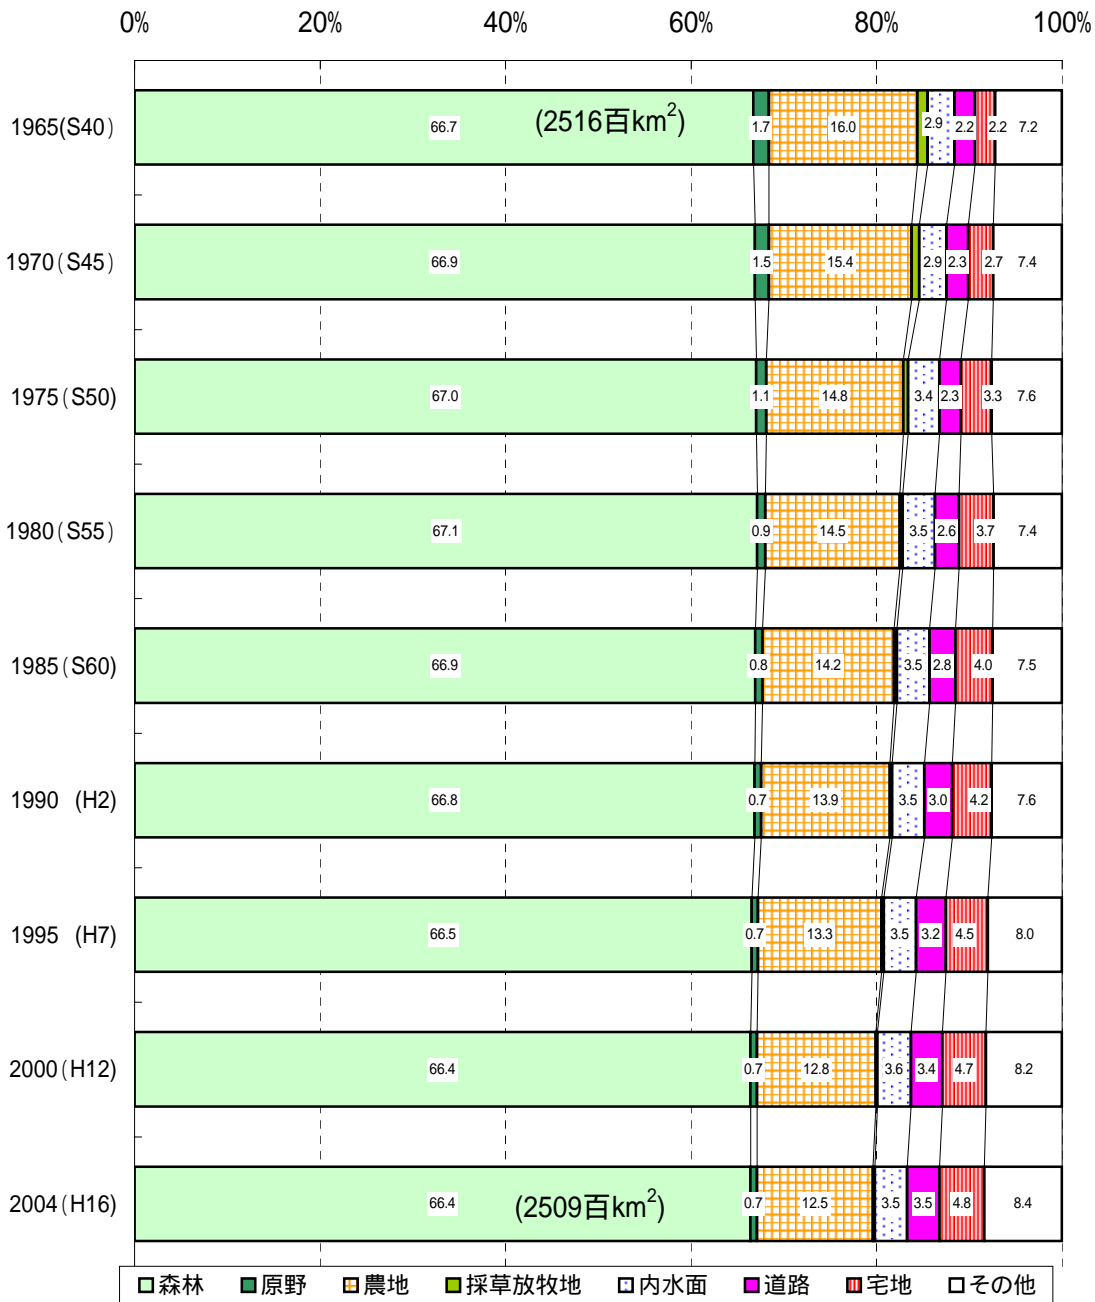 0% 20% 40% 60% 80% 100%
1965(S40) 66.7 (2516百km²) 1.7 16.0 2.9 2.2 2.2 7.2
1970(S45) 66.9 1.5 15.4 2.9 2.3 2.7 7.4
1975(S50) 67.0 1.1 14.8 3.4 2.3 3.3 7.6
1980(S55) 67.1 0.9 14.5 3.5 2.6 3.7 7.4
1985(S60) 66.9 0.8 14.2 3.5 2.8 4.0 7.5
1990 (H2) 66.8 0.7 13.9 3.5 3.0 4.2 7.6
1995 (H7) 66.5 0.7 13.3 3.5 3.2 4.5 8.0
2000(H12) 66.4 0.7 12.8 3.6 3.4 4.7 8.2
2004(H16) 66.4 (2509百km²) 0.7 12.5 3.5 3.5 4.8 8.4
森林 原野 農地 採草放牧地 内水面 道路 宅地 その他